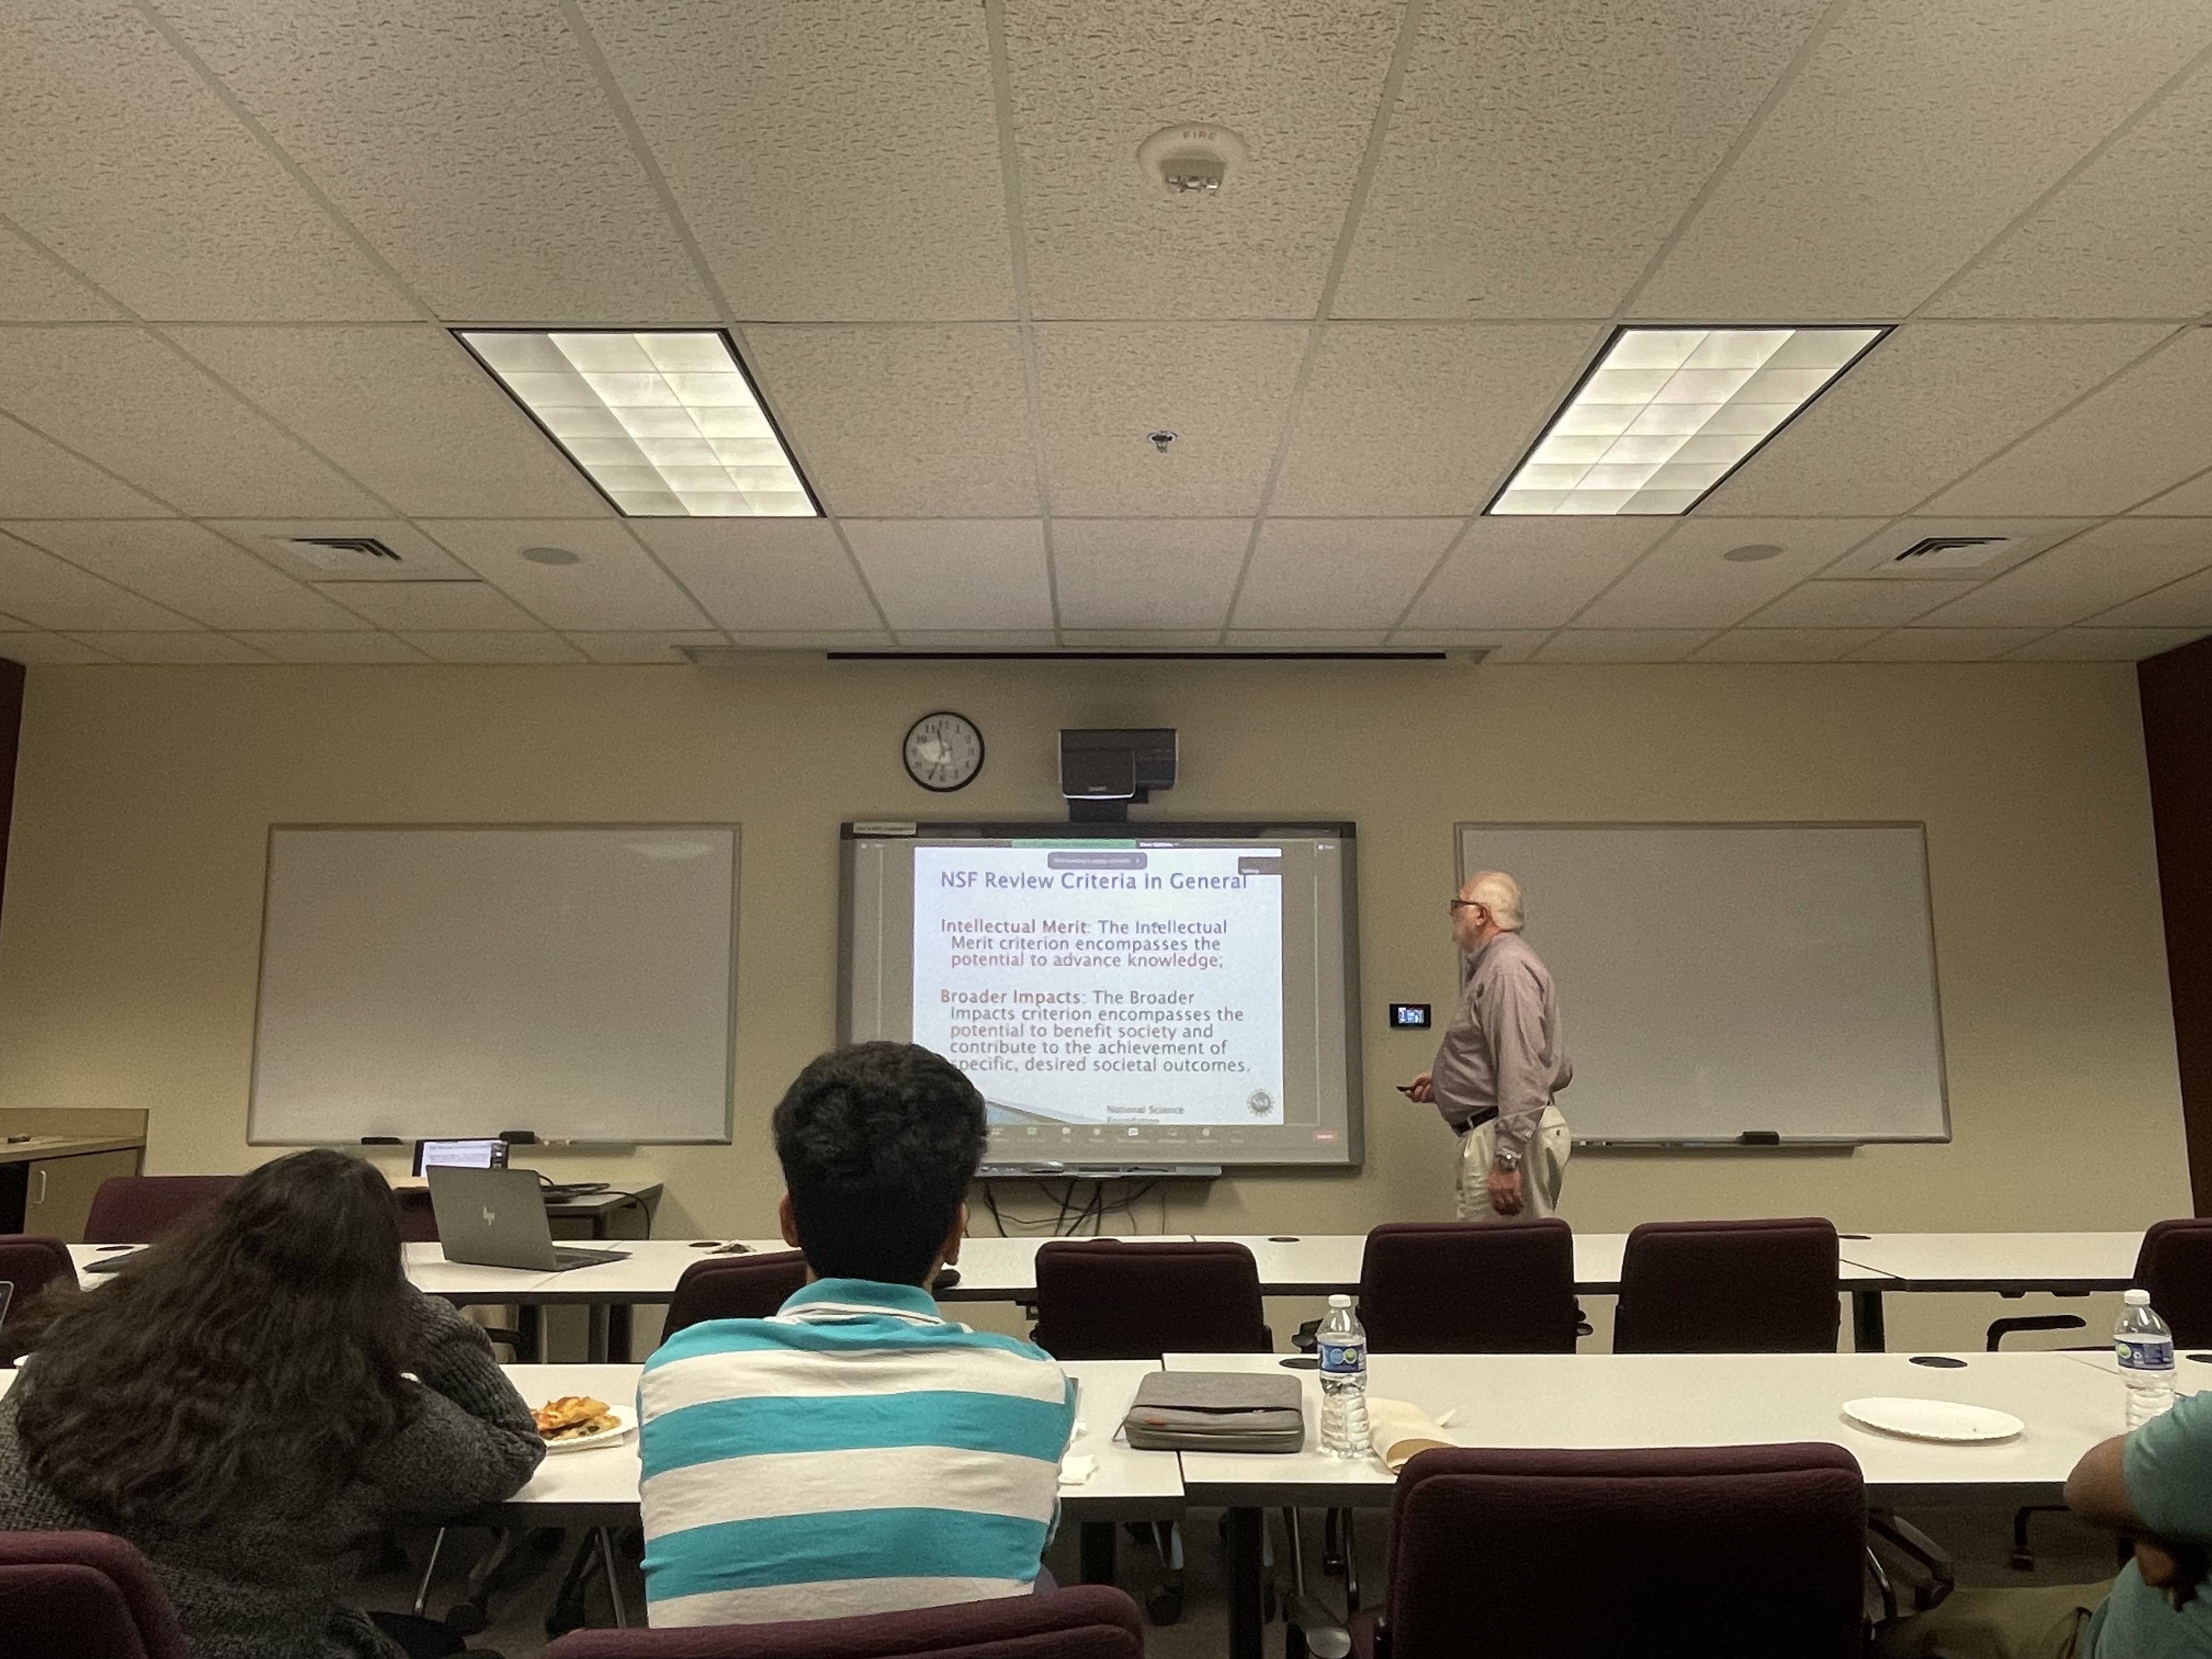 FIRE
NSF Review Criteria in General
Intellectual Merit: The Intellectual
Merit criterion encompasses the
potential to advance knowledge;
Broader Impacts: The Broader
Impacts criterion encompasses the
potential to benefit society and
contribute to the achievement of
specific, desired societal outcomes.
National Science
Foundation
hp